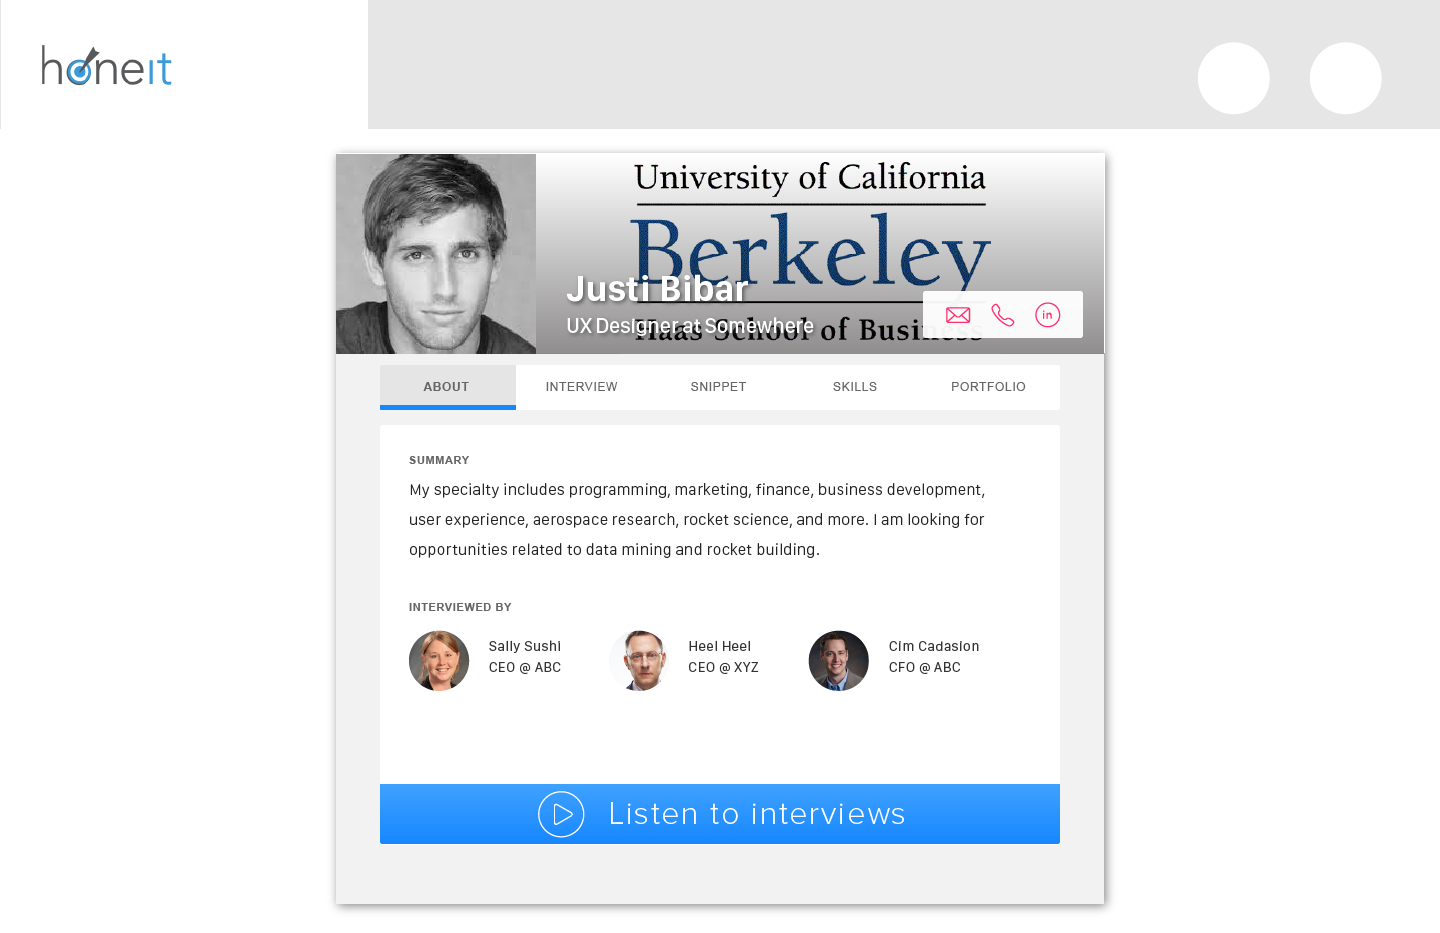 honeit
University of California
Berkeley
Justi Bibar
UX Designer at Somewhere
Haas School of Business
in
ABOUT
INTERVIEW
SNIPPET
SKILLS
PORTFOLIO
SUMMARY
My specialty includes programming, marketing, finance, business development,
user experience, aerospace research, rocket science, and more. I am looking for
opportunities related to data mining and rocket building.
INTERVIEWED BY
Sally Sushi
CEO @ ABC
Heel Heel
CEO @ XYZ
Cim Cadasion
CFO @ ABC
Listen to interviews